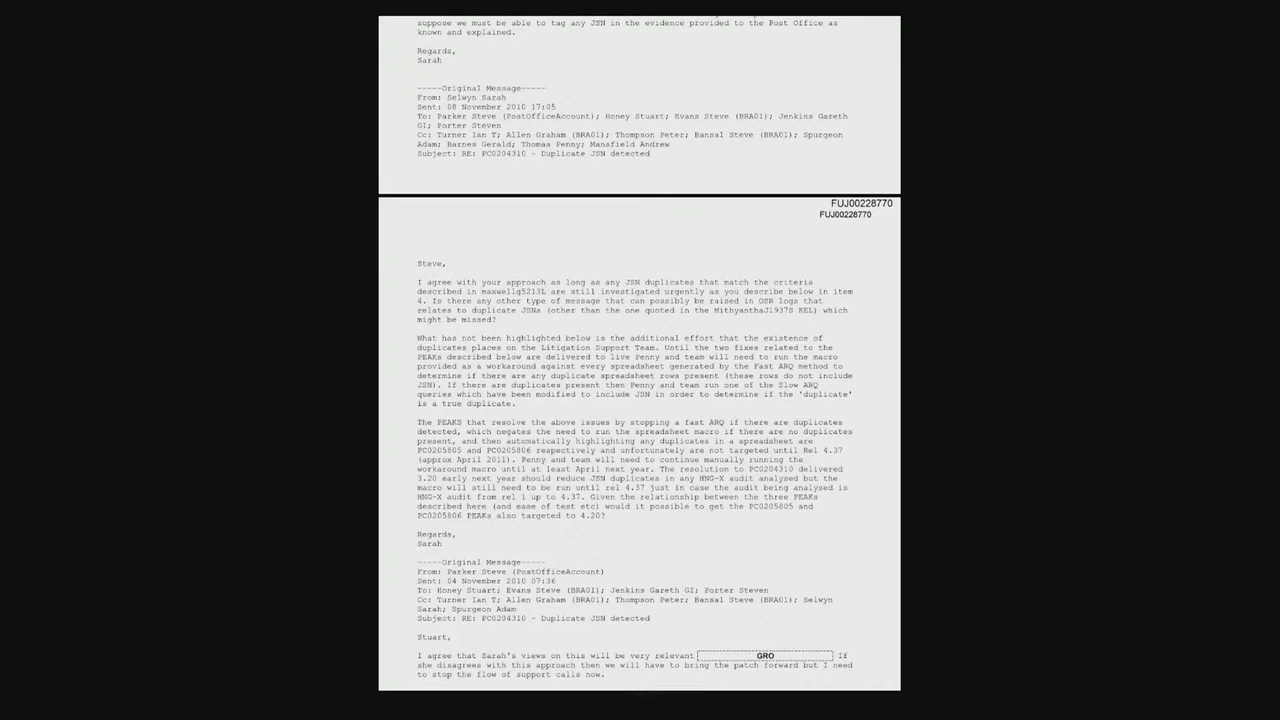 suppose we must be able to tag any JSN in the evidence provided to the Post Office as
known and explained.
Regards,
Sarah
-----Original Message-----
From: Selwyn Sarah
Sent: 08 November 2010 17:05
To: Parker Steve (PostOfficeAccount); Honey Stuart; Evans Steve (BRA01); Jenkins Gareth
GI; Porter Steven
Cc: Turner Ian T; Allen Graham (BRA01); Thompson Peter; Bansal Steve (BRA01); Spurgeon
Adam; Barnes Gerald; Thomas Penny; Mansfield Andrew
Subject: RE: PC0204310 - Duplicate JSN detected
FUJ00228770
FUJ00228770
Steve,
I agree with your approach as long as any JSN duplicates that match the criteria
described in maxwellg5213L are still investigated urgently as you describe below in item
4. Is there any other type of message that can possibly be raised in OSR logs that
relates to duplicate JSNs (other than the one quoted in the MithyanthaJ1937S KEL) which
might be missed?
What has not been highlighted below is the additional effort that the existence of
duplicates places on the Litigation Support Team. Until the two fixes related to the
PEAKs described below are delivered to live Penny and team will need to run the macro
provided as a workaround against every spreadsheet generated by the Fast ARQ method to
determine if there are any duplicate spreadsheet rows present (these rows do not include
JSN). If there are duplicates present then Penny and team run one of the Slow ARQ
queries which have been modified to include JSN in order to determine if the 'duplicate'
is a true duplicate.
The PEAKS that resolve the above issues by stopping a fast ARQ if there are duplicates
detected, which negates the need to run the spreadsheet macro if there are no duplicates
present, and then automatically highlighting any duplicates in a spreadsheet are
PC0205805 and PC0205806 respectively and unfortunately are not targeted until Rel 4.37
(approx April 2011). Penny and team will need to continue manually running the
workaround macro until at least April next year. The resolution to PC0204310 delivered
3.20 early next year should reduce JSN duplicates in any HNG-X audit analysed but the
macro will still need to be run until rel 4.37 just in case the audit being analysed is
HNG-X audit from rel 1 up to 4.37. Given the relationship between the three PEAKs
described here (and ease of test etc) would it possible to get the PC0205805 and
PC0205806 PEAKs also targeted to 4.20?
Regards,
Sarah
-----Original Message-----
From: Parker Steve (PostOfficeAccount)
Sent: 04 November 2010 07:36
To: Honey Stuart; Evans Steve (BRA01); Jenkins Gareth GI; Porter Steven
Cc: Turner Ian T; Allen Graham (BRA01); Thompson Peter; Bansal Steve (BRA01); Selwyn
Sarah; Spurgeon Adam
Subject: RE: PC0204310 - Duplicate JSN detected
Stuart,
I agree that Sarah's views on this will be very relevant GRO If
she disagrees with this approach then we will have to bring the patch forward but I need
to stop the flow of support calls now.